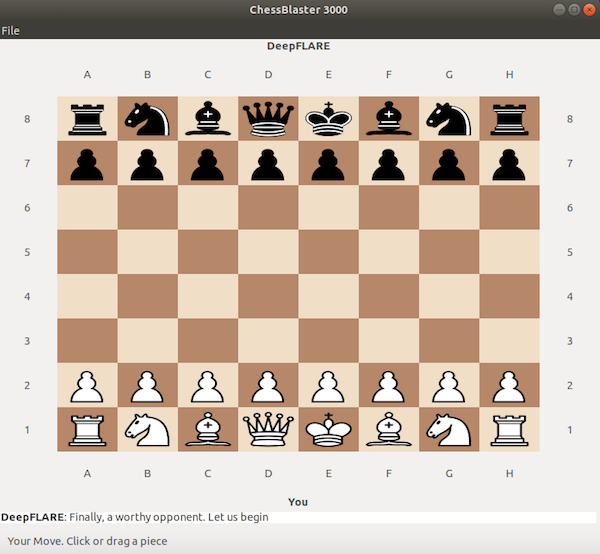 ChessBlaster 3000
File
DeepFLARE
A B C D E F G H
8 8
7 7
6 6
5 5
4 4
3 3
2 2
1 1
A B C D E F G H
You
DeepFLARE: Finally, a worthy opponent. Let us begin
Your Move. Click or drag a piece